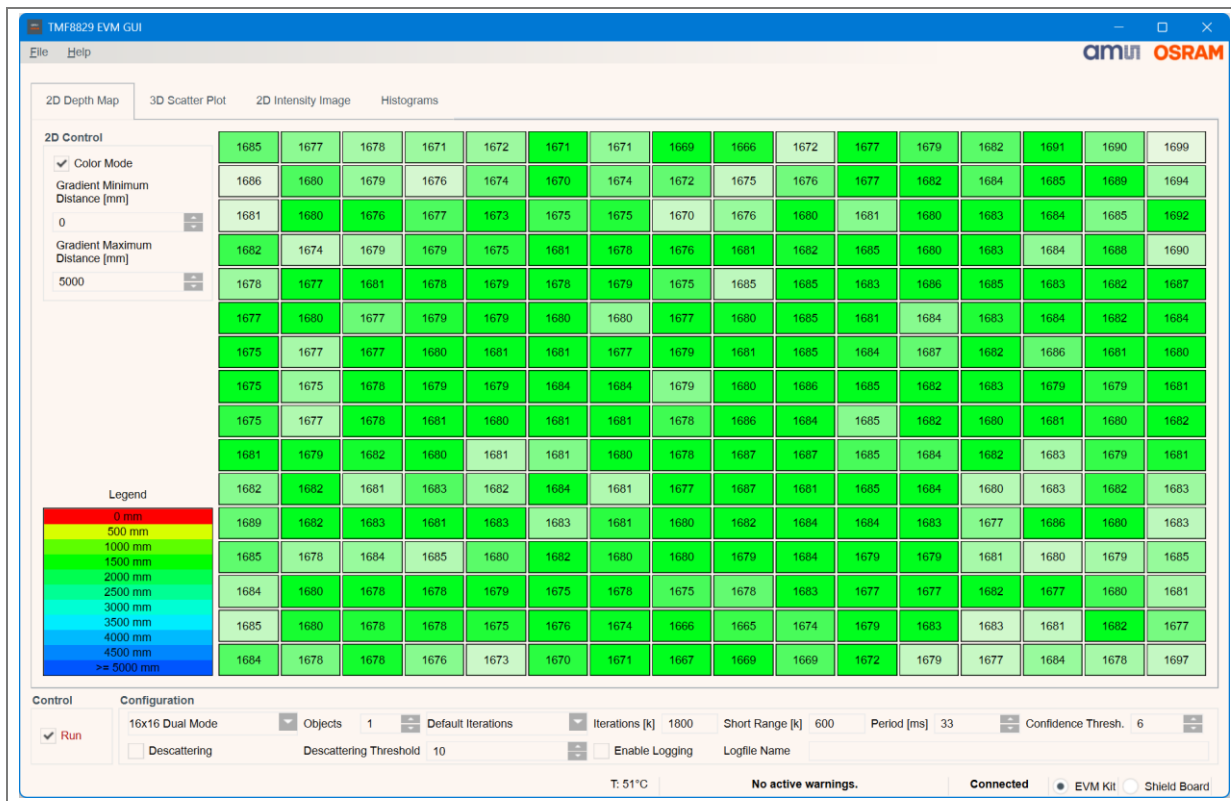 TMF8829 EVM GUI
File Help
amu OSRAM
2D Depth Map 3D Scatter Plot 2D Intensity Image Histograms
2D Control
Color Mode
Gradient Minimum
Distance [mm]
0
Gradient Maximum
Distance [mm]
5000
1685 1677 1678 1671 1672 1671 1671 1669 1666 1672 1677 1679 1682 1691 1690 1699
1686 1680 1679 1676 1674 1670 1674 1672 1675 1676 1677 1682 1684 1685 1689 1694
1681 1680 1676 1677 1673 1675 1675 1670 1676 1680 1681 1680 1683 1684 1685 1692
1682 1674 1679 1679 1675 1681 1678 1676 1681 1682 1685 1680 1683 1684 1688 1690
1678 1677 1681 1678 1679 1678 1679 1675 1685 1685 1683 1686 1685 1683 1682 1687
1677 1680 1677 1679 1679 1680 1680 1677 1680 1685 1681 1684 1683 1684 1682 1684
1675 1677 1677 1680 1681 1681 1677 1679 1681 1685 1684 1687 1682 1686 1681 1680
1675 1675 1678 1679 1679 1684 1684 1679 1680 1686 1685 1682 1683 1679 1679 1681
1675 1677 1678 1681 1680 1681 1681 1678 1686 1684 1685 1682 1680 1681 1680 1682
1681 1679 1682 1680 1681 1681 1680 1678 1687 1687 1685 1684 1682 1683 1679 1681
1682 1682 1681 1683 1682 1684 1681 1677 1687 1681 1685 1684 1680 1683 1682 1683
1689 1682 1683 1681 1683 1683 1681 1680 1682 1684 1684 1683 1677 1686 1680 1683
1685 1678 1684 1685 1680 1682 1680 1680 1679 1684 1679 1679 1681 1680 1679 1685
1684 1680 1678 1678 1679 1675 1678 1675 1678 1683 1677 1677 1682 1677 1680 1681
1685 1680 1678 1678 1675 1676 1674 1666 1665 1674 1679 1683 1683 1681 1682 1677
1684 1678 1678 1676 1673 1670 1671 1667 1669 1669 1672 1679 1677 1684 1678 1697
Legend
0 mm
500 mm
1000 mm
1500 mm
2000 mm
2500 mm
3000 mm
3500 mm
4000 mm
4500 mm
>= 5000 mm
Control Configuration
Run
16x16 Dual Mode Objects 1 Default Iterations Iterations [k] 1800 Short Range [k] 600 Period [ms] 33 Confidence Thresh. 6
Descattering Descattering Threshold 10 Enable Logging Logfile Name
T: 51°C No active warnings. Connected EVM Kit Shield Board